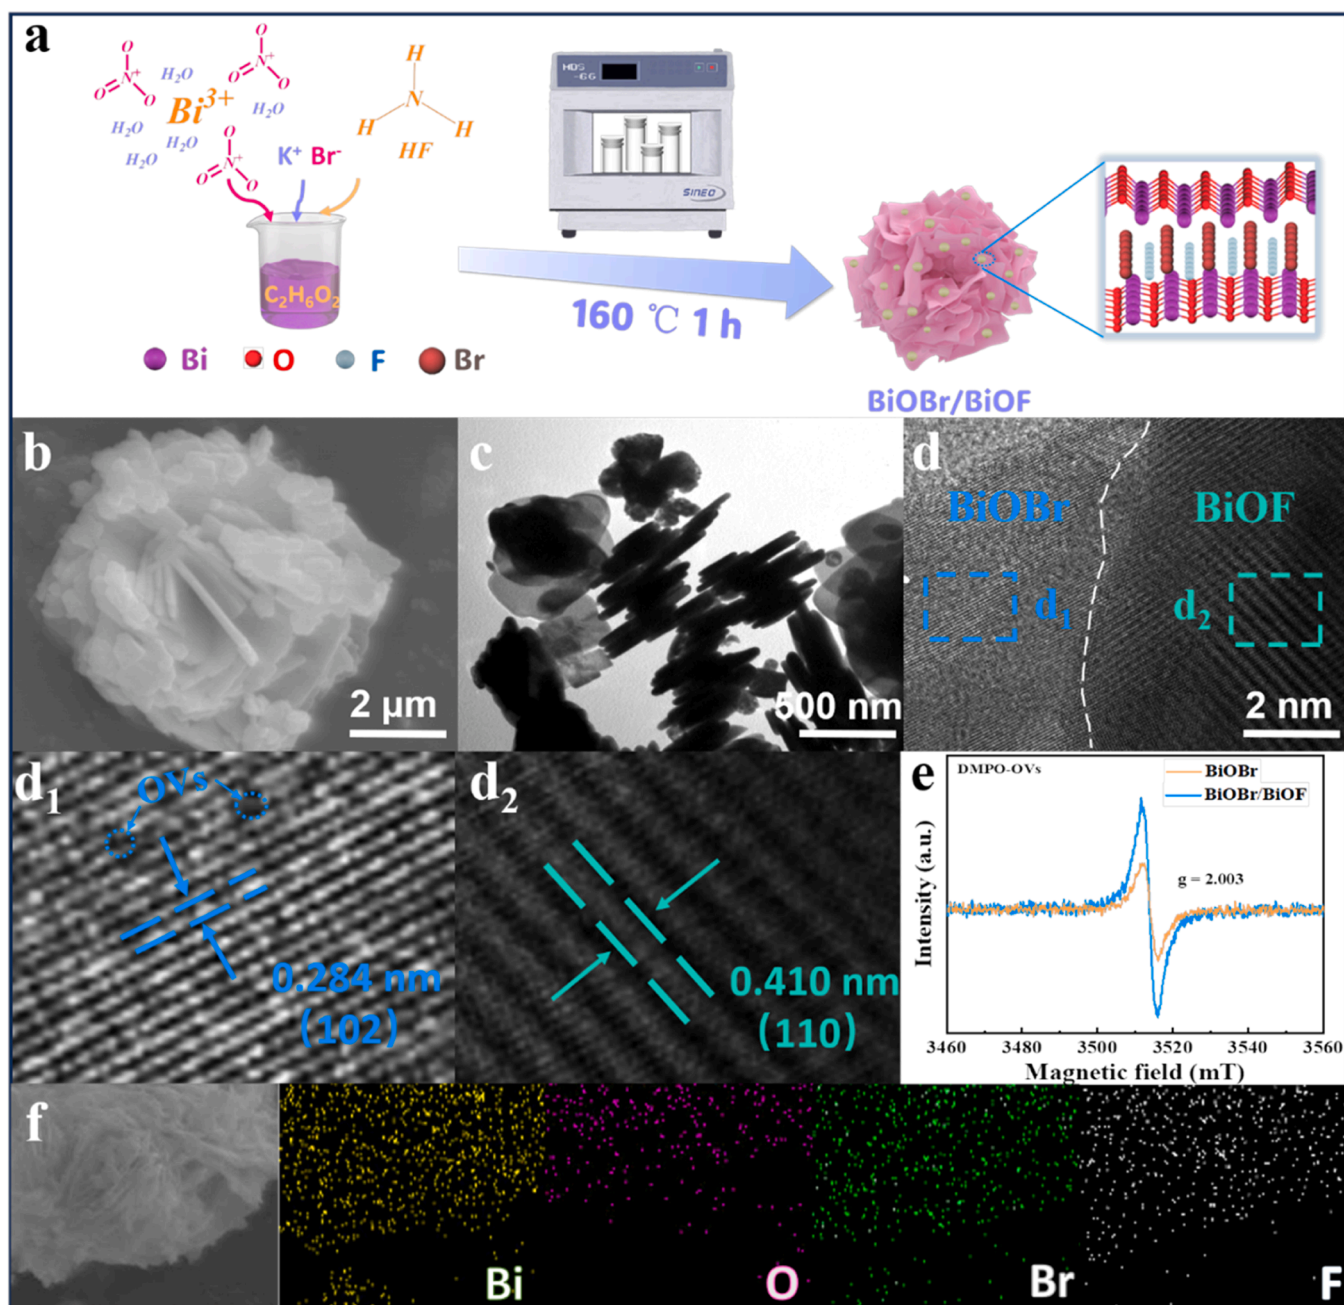 a
O
N⁺
O
O
H₂O
Bi³⁺
H₂O
H₂O
H₂O
O
N⁺
O
O
H₂O
O
N⁺
O
O
K⁺ Br⁻
H
N
H
H
HF
C₂H₆O₂
HDS
-6G
SINEO
160 ℃ 1 h
BiOBr/BiOF
Bi
O
F
Br
b
2 μm
c
500 nm
d
BiOBr
BiOF
d₁
d₂
2 nm
d₁
OVs
0.284 nm
(102)
d₂
0.410 nm
(110)
e
DMPO-OVs
BiOBr
BiOBr/BiOF
g = 2.003
Intensity (a.u.)
3460 3480 3500 3520 3540 3560
Magnetic field (mT)
f
Bi
O
Br
F